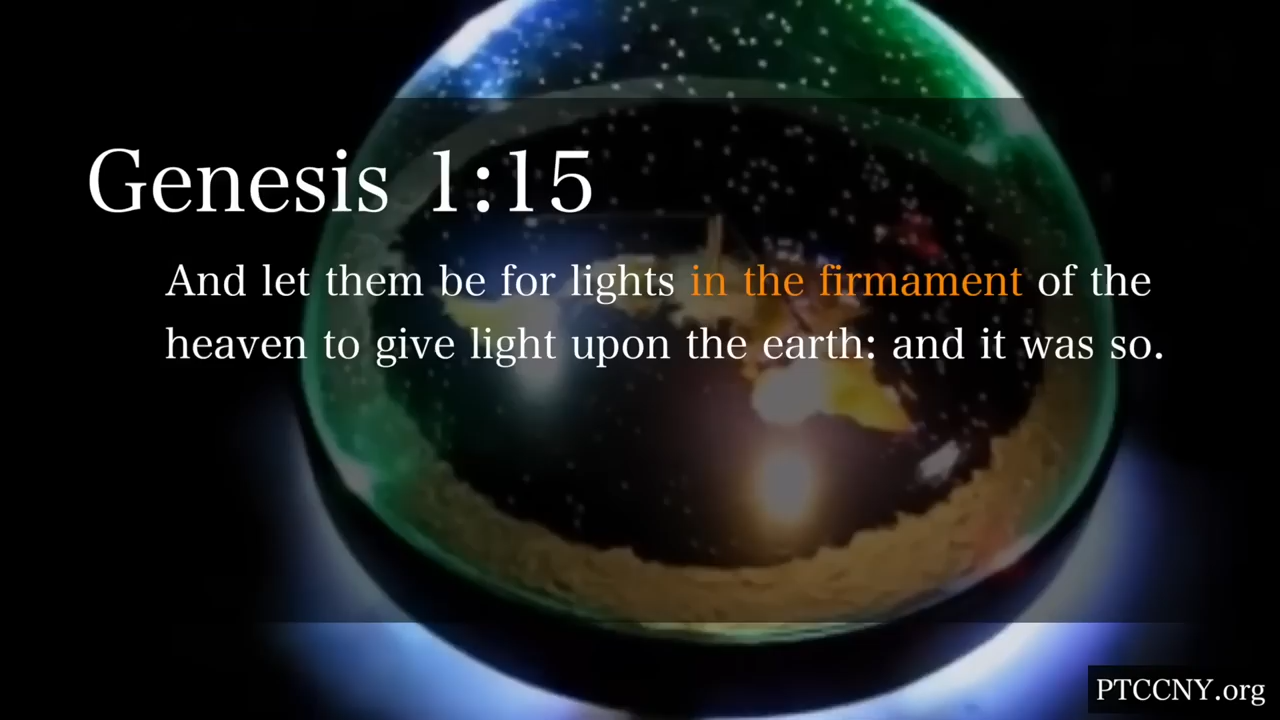 Genesis 1:15
And let them be for lights in the firmament of the
heaven to give light upon the earth: and it was so.
PTCCNY.org